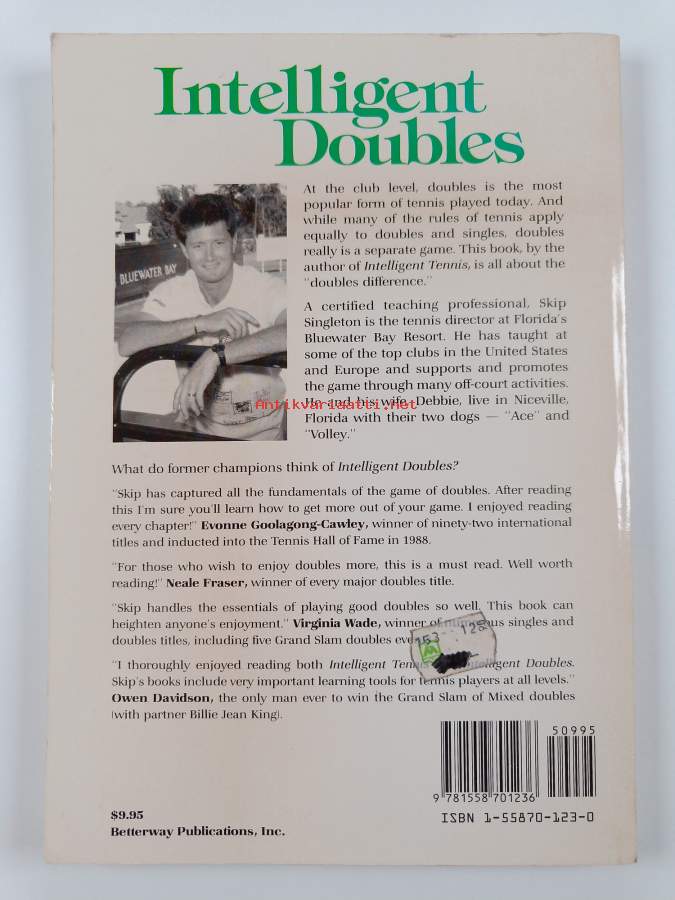 Intelligent
Doubles
BLUEWATER BAY
At the club level, doubles is the most
popular form of tennis played today. And
while many of the rules of tennis apply
equally to doubles and singles, doubles
really is a separate game. This book, by the
author of Intelligent Tennis, is all about the
"doubles difference."
A certified teaching professional, Skip
Singleton is the tennis director at Florida's
Bluewater Bay Resort. He has taught at
some of the top clubs in the United States
and Europe and supports and promotes
the game through many off-court activities.
Antikvariaatti.net
He and his wife, Debbie, live in Niceville,
Florida with their two dogs — "Ace" and
"Volley."
What do former champions think of Intelligent Doubles?
"Skip has captured all the fundamentals of the game of doubles. After reading
this I'm sure you'll learn how to get more out of your game. I enjoyed reading
every chapter!" Evonne Goolagong-Cawley, winner of ninety-two international
titles and inducted into the Tennis Hall of Fame in 1988.
"For those who wish to enjoy doubles more, this is a must read. Well worth
reading!" Neale Fraser, winner of every major doubles title.
"Skip handles the essentials of playing good doubles so well. This book can
heighten anyone's enjoyment." Virginia Wade, winner of numerous singles and
doubles titles, including five Grand Slam doubles
"I thoroughly enjoyed reading both Intelligent Tennis Intelligent Doubles.
Skip's books include very important learning tools for tennis players at all levels."
Owen Davidson, the only man ever to win the Grand Slam of Mixed doubles
(with partner Billie Jean King).
50995
9 781558 701236
ISBN 1-55870-123-0
$9.95
Betterway Publications, Inc.